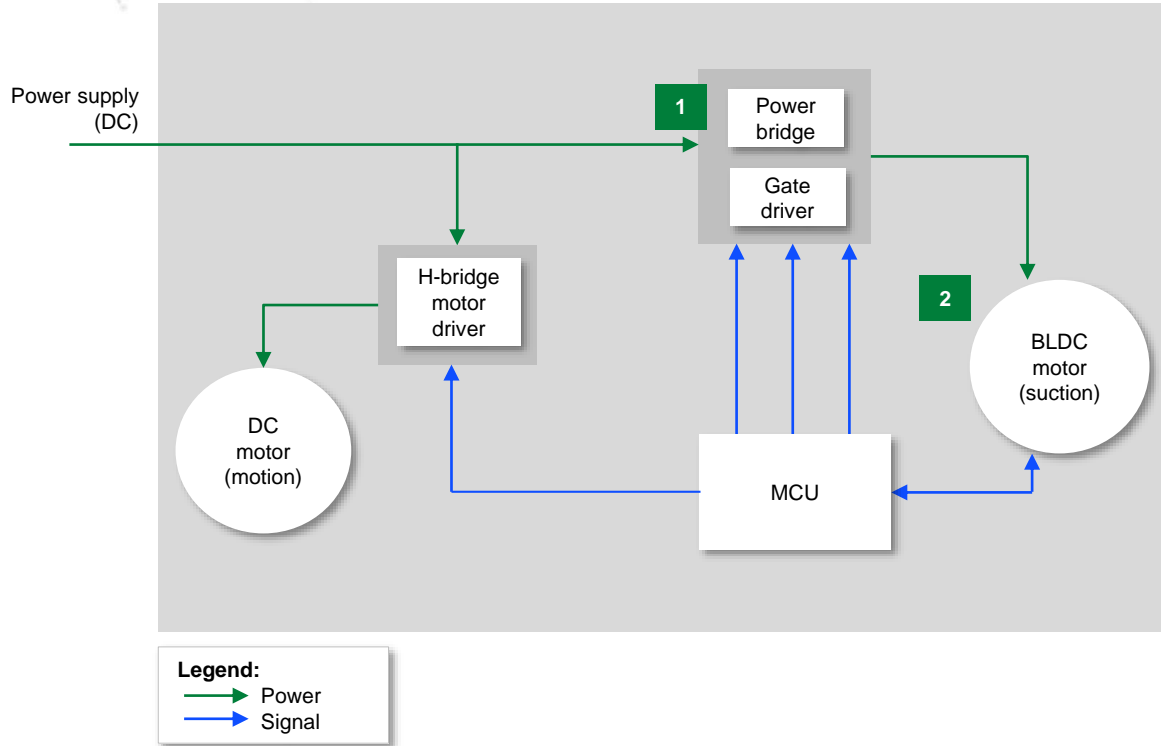 Power supply
(DC)
1
Power
bridge
Gate
driver
H-bridge
motor
driver
2
BLDC
motor
(suction)
DC
motor
(motion)
MCU
Legend:
Power
Signal